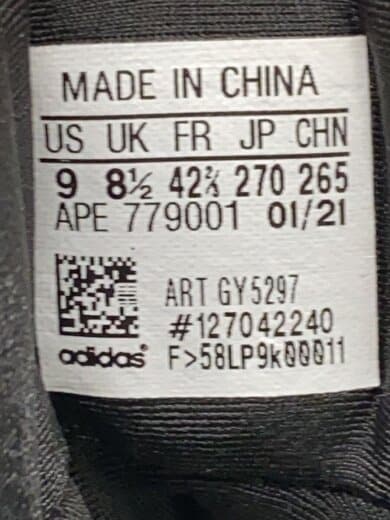 MADE IN CHINA
US UK FR JP CHN
9 8½ 42⅔ 270 265
APE 779001 01/21
ART GY5297
#127042240
adidas® F>58LP9k00011